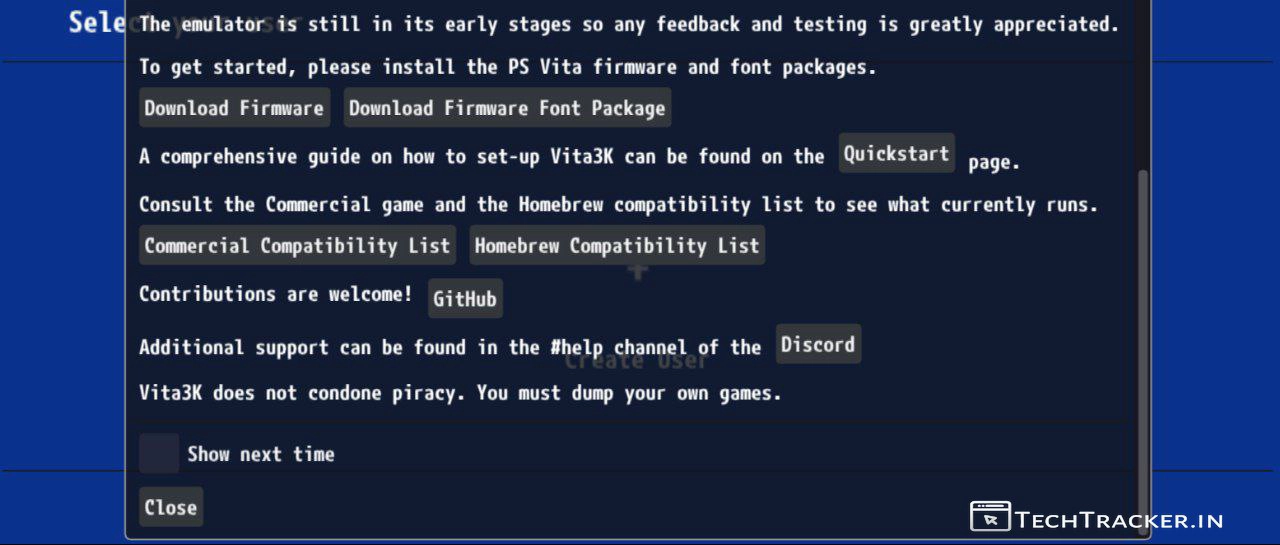 Select your user
The emulator is still in its early stages so any feedback and testing is greatly appreciated.
To get started, please install the PS Vita firmware and font packages.
Download Firmware Download Firmware Font Package
A comprehensive guide on how to set-up Vita3K can be found on the Quickstart page.
Consult the Commercial game and the Homebrew compatibility list to see what currently runs.
Commercial Compatibility List Homebrew Compatibility List
+
Contributions are welcome! GitHub
Additional support can be found in the #help channel of the Discord
Create User
Vita3K does not condone piracy. You must dump your own games.
Show next time
Close
TECHTRACKER.IN